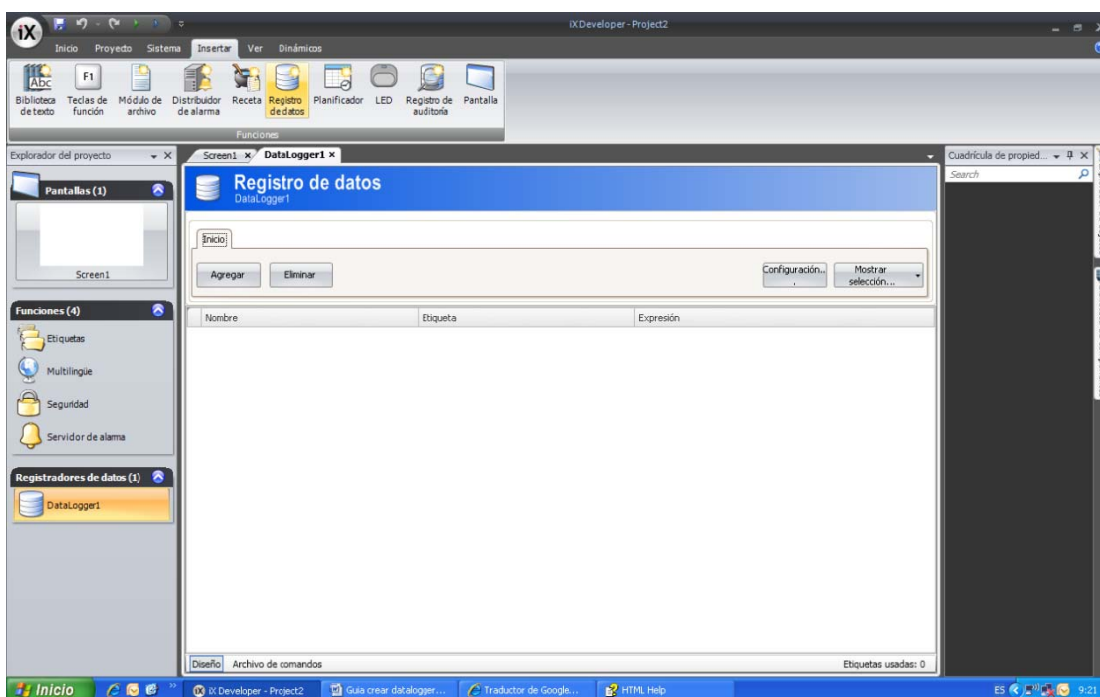 iX
iX Developer - Project2
Inicio Proyecto Sistema Insertar Ver Dinámicos
Abc
F1
Biblioteca de texto
Teclas de función
Módulo de archivo
Distribuidor de alarma
Receta
Registro de datos
Planificador
LED
Registro de auditoría
Pantalla
Funciones
Explorador del proyecto
Pantallas (1)
Screen1
Funciones (4)
Etiquetas
Multilingüe
Seguridad
Servidor de alarma
Registradores de datos (1)
DataLogger1
Screen1 DataLogger1
Registro de datos
DataLogger1
Inicio
Agregar Eliminar
Configuración...
Mostrar selección...
Nombre Etiqueta Expresión
Diseño Archivo de comandos
Etiquetas usadas: 0
Cuadrícula de propied...
Search
Inicio
iX Developer - Project2
Guia crear datalogger...
Traductor de Google...
HTML Help
ES
9:21